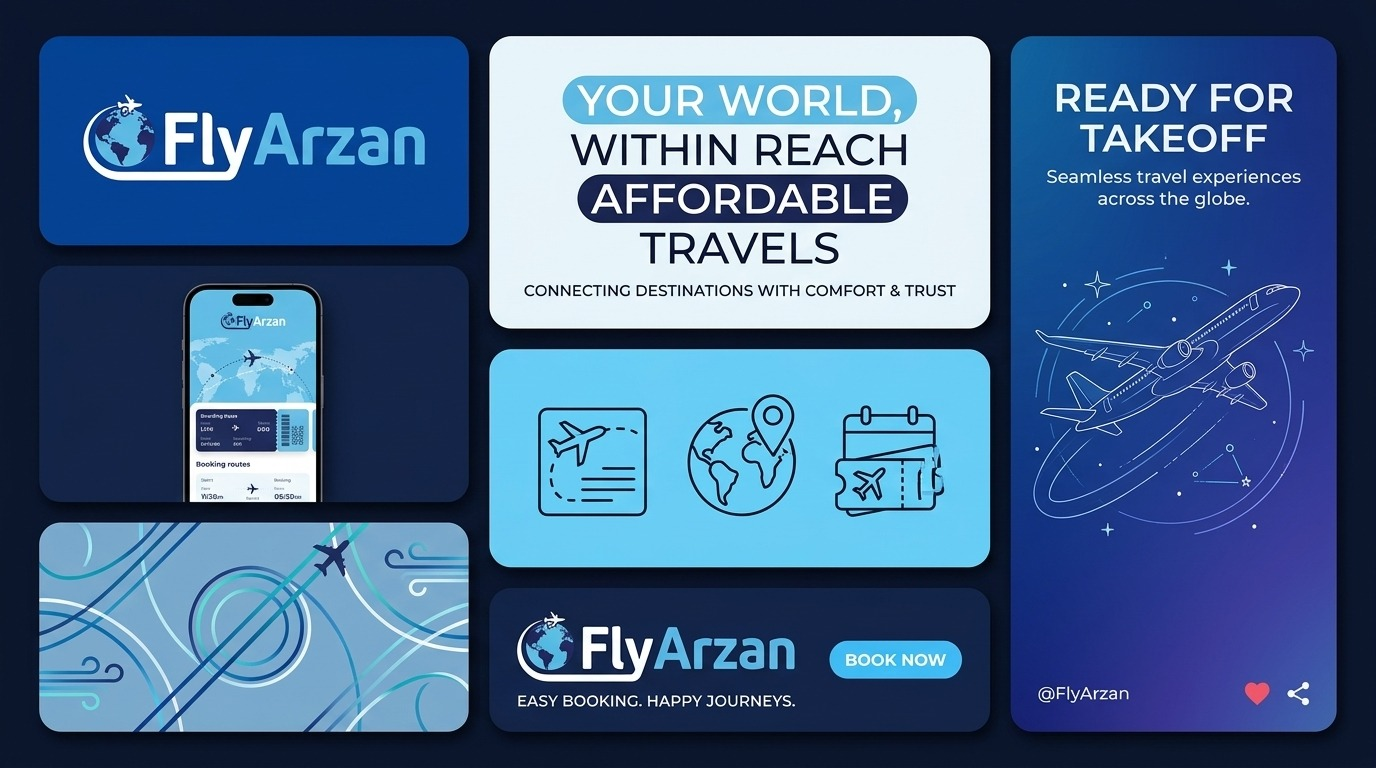 FlyArzan
YOUR WORLD,
WITHIN REACH
AFFORDABLE
TRAVELS
CONNECTING DESTINATIONS WITH COMFORT & TRUST
READY FOR
TAKEOFF
Seamless travel experiences
across the globe.
FlyArzan
Booking routes
FlyArzan
BOOK NOW
EASY BOOKING. HAPPY JOURNEYS.
@FlyArzan